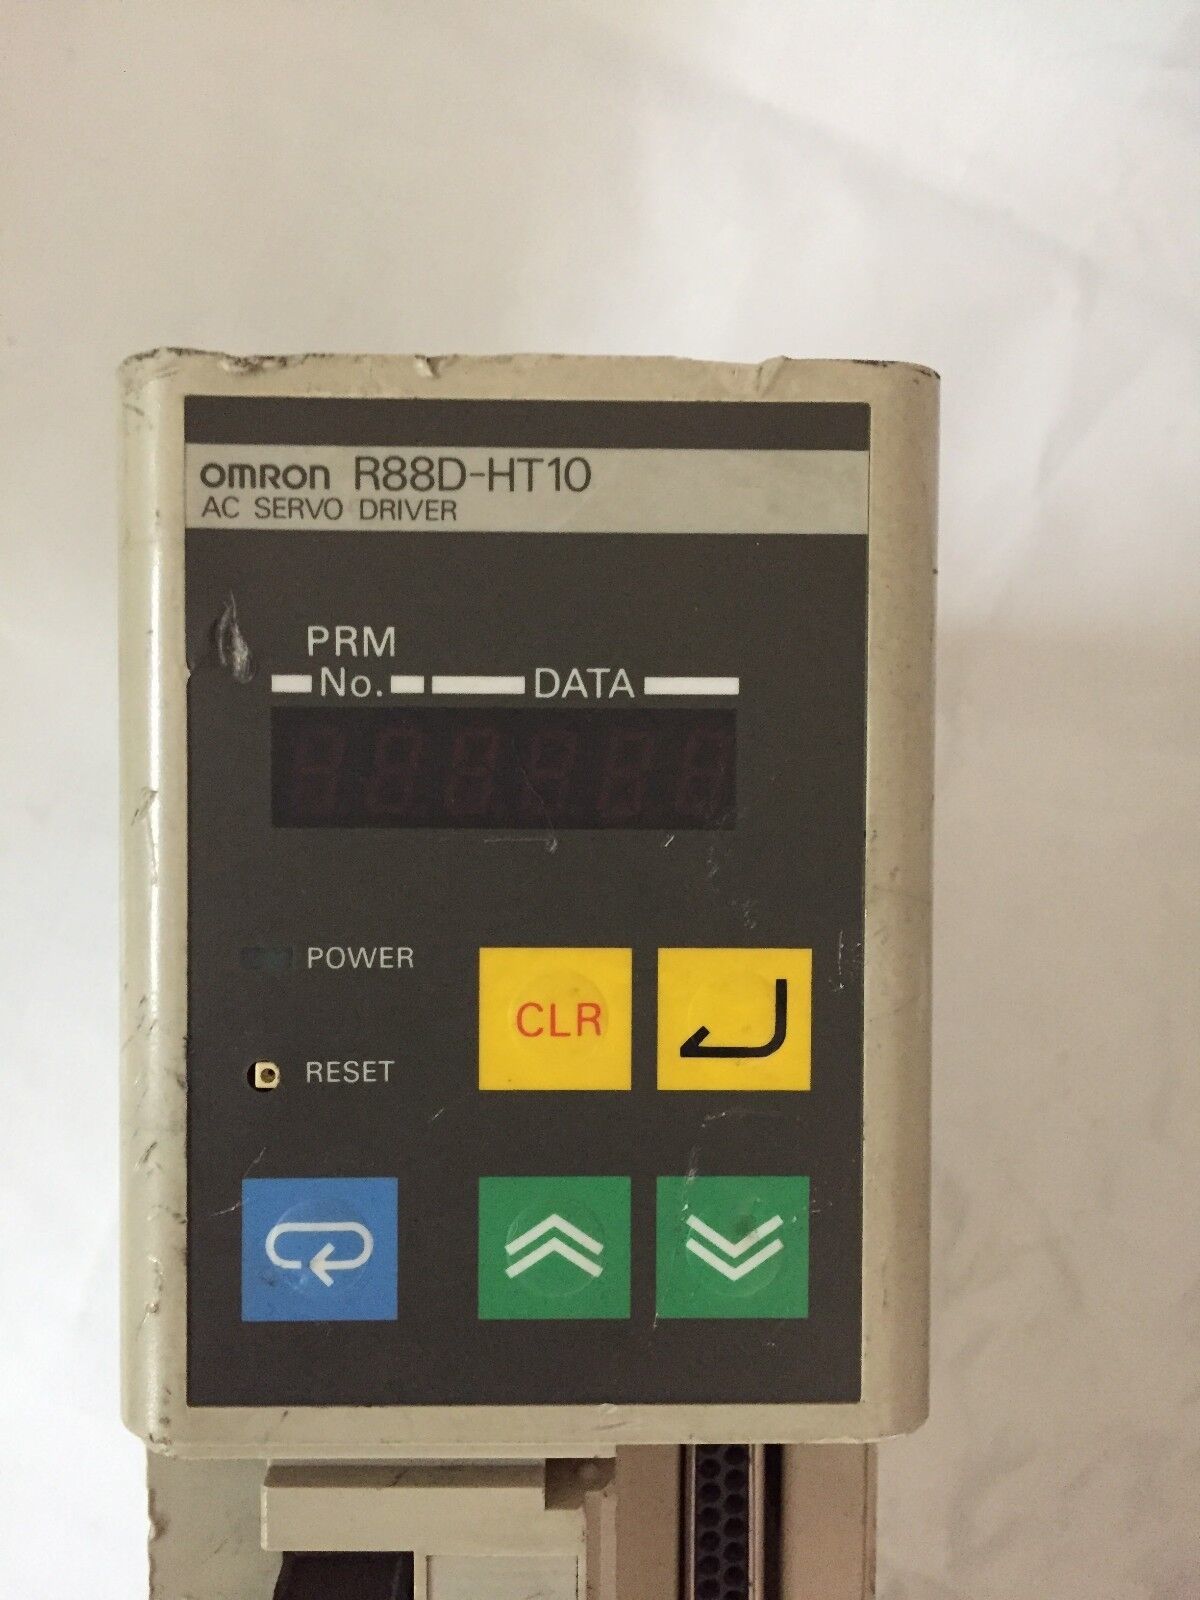 omron R88D-HT10
AC SERVO DRIVER
PRM
No. DATA
POWER
CLR
RESET